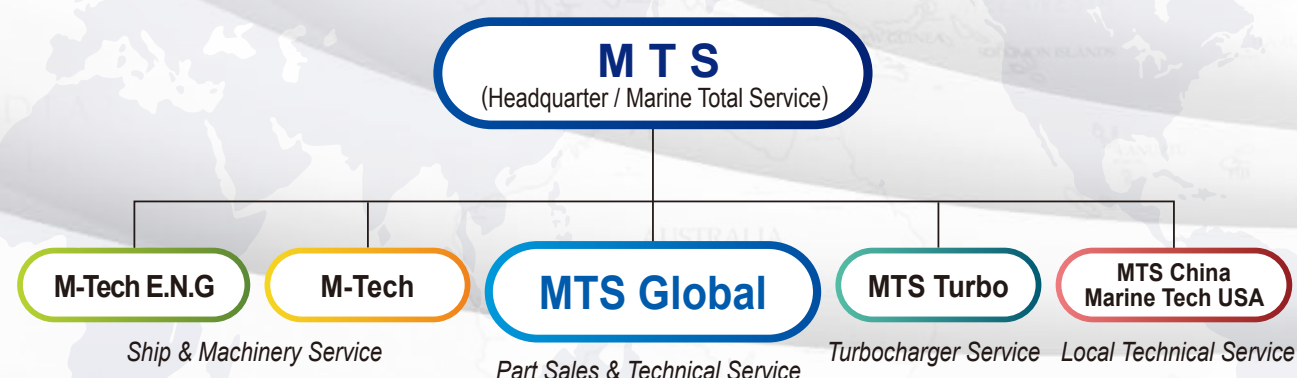 M T S
(Headquarter / Marine Total Service)
AUSTRALIA
M-Tech E.N.G
M-Tech
MTS Global
MTS Turbo
MTS China
Marine Tech USA
Ship & Machinery Service
Part Sales & Technical Service
Turbocharger Service
Local Technical Service